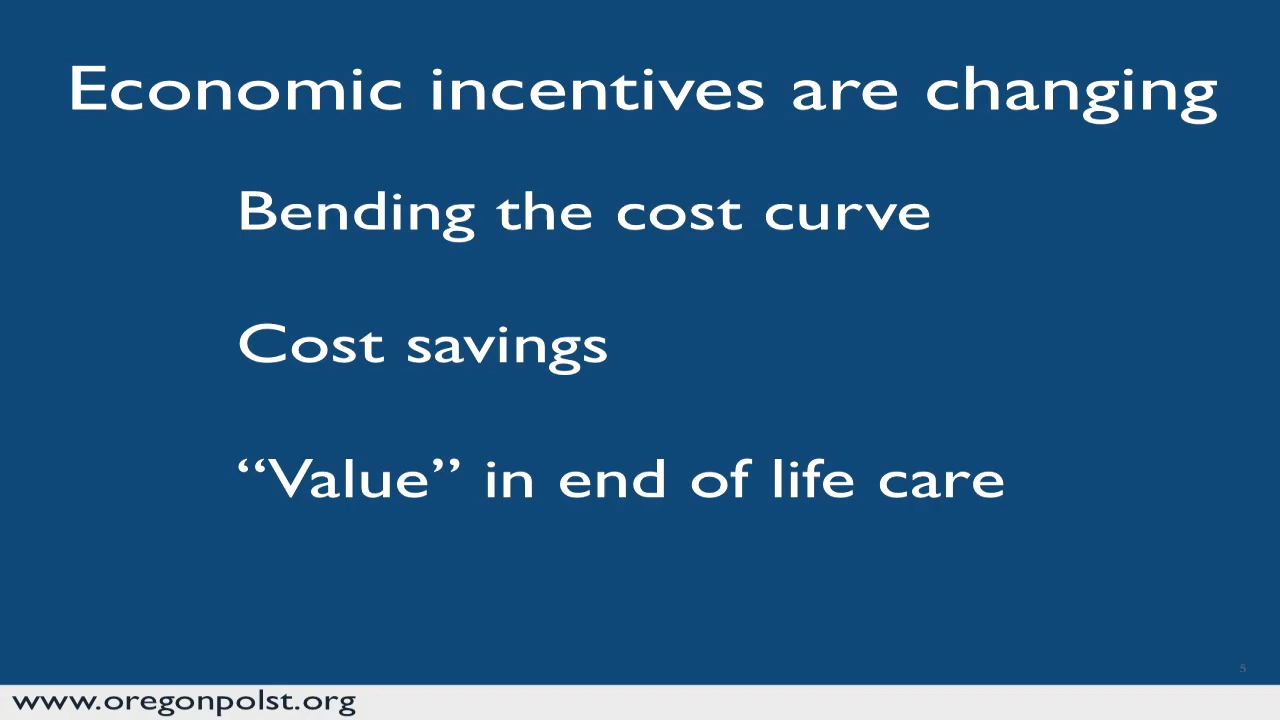 Economic incentives are changing
Bending the cost curve
Cost savings
“Value” in end of life care
5
www.oregonpolst.org